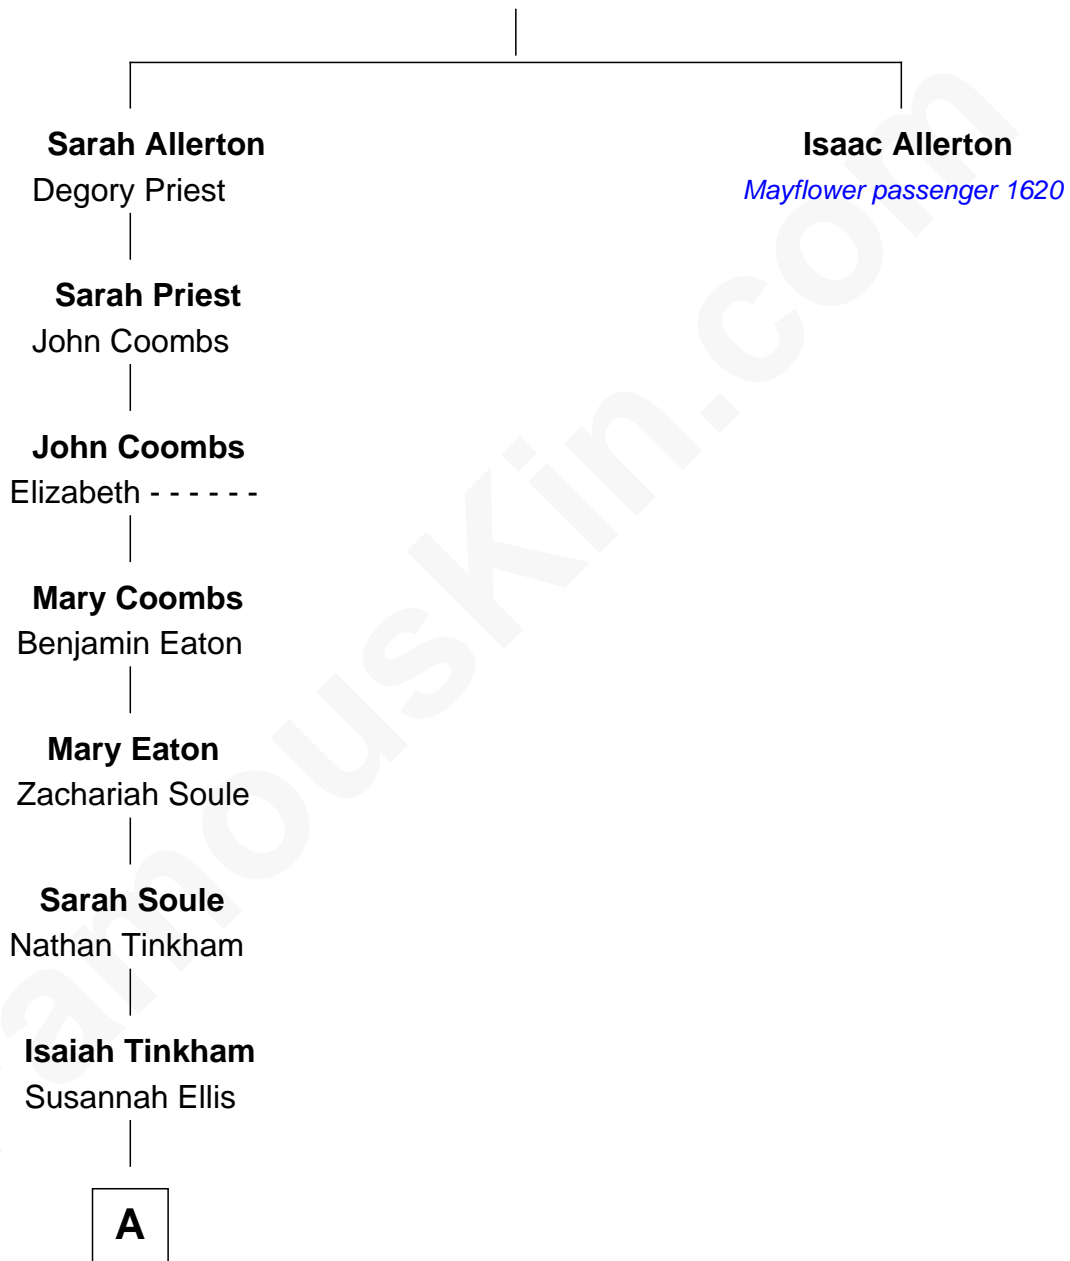 Sarah Allerton
Degory Priest
Isaac Allerton
Mayflower passenger 1620
Sarah Priest
John Coombs
John Coombs
Elizabeth - - - - - -
Mary Coombs
Benjamin Eaton
Mary Eaton
Zachariah Soule
Sarah Soule
Nathan Tinkham
Isaiah Tinkham
Susannah Ellis
A
famouskin.com